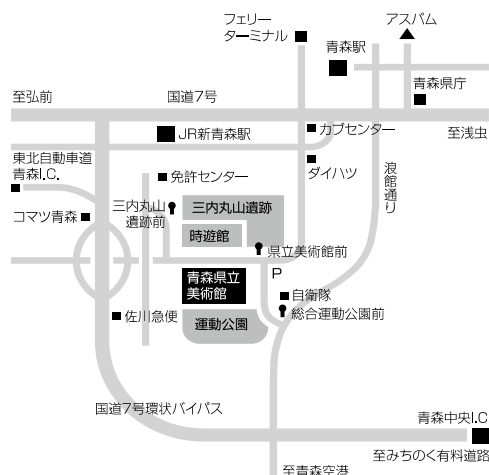 フェリー
ターミナル
アスパム
青森駅
青森県庁
至弘前
国道7号
至浅虫
JR新青森駅
カブセンター
東北自動車道
青森I.C.
免許センター
ダイハツ
浪館通り
コマツ青森
三内丸山
遺跡前
三内丸山遺跡
時遊館
県立美術館前
青森県立
美術館
P
自衛隊
佐川急便
運動公園
総合運動公園前
国道7号環状バイパス
青森中央I.C
至みちのく有料道路
至青森空港